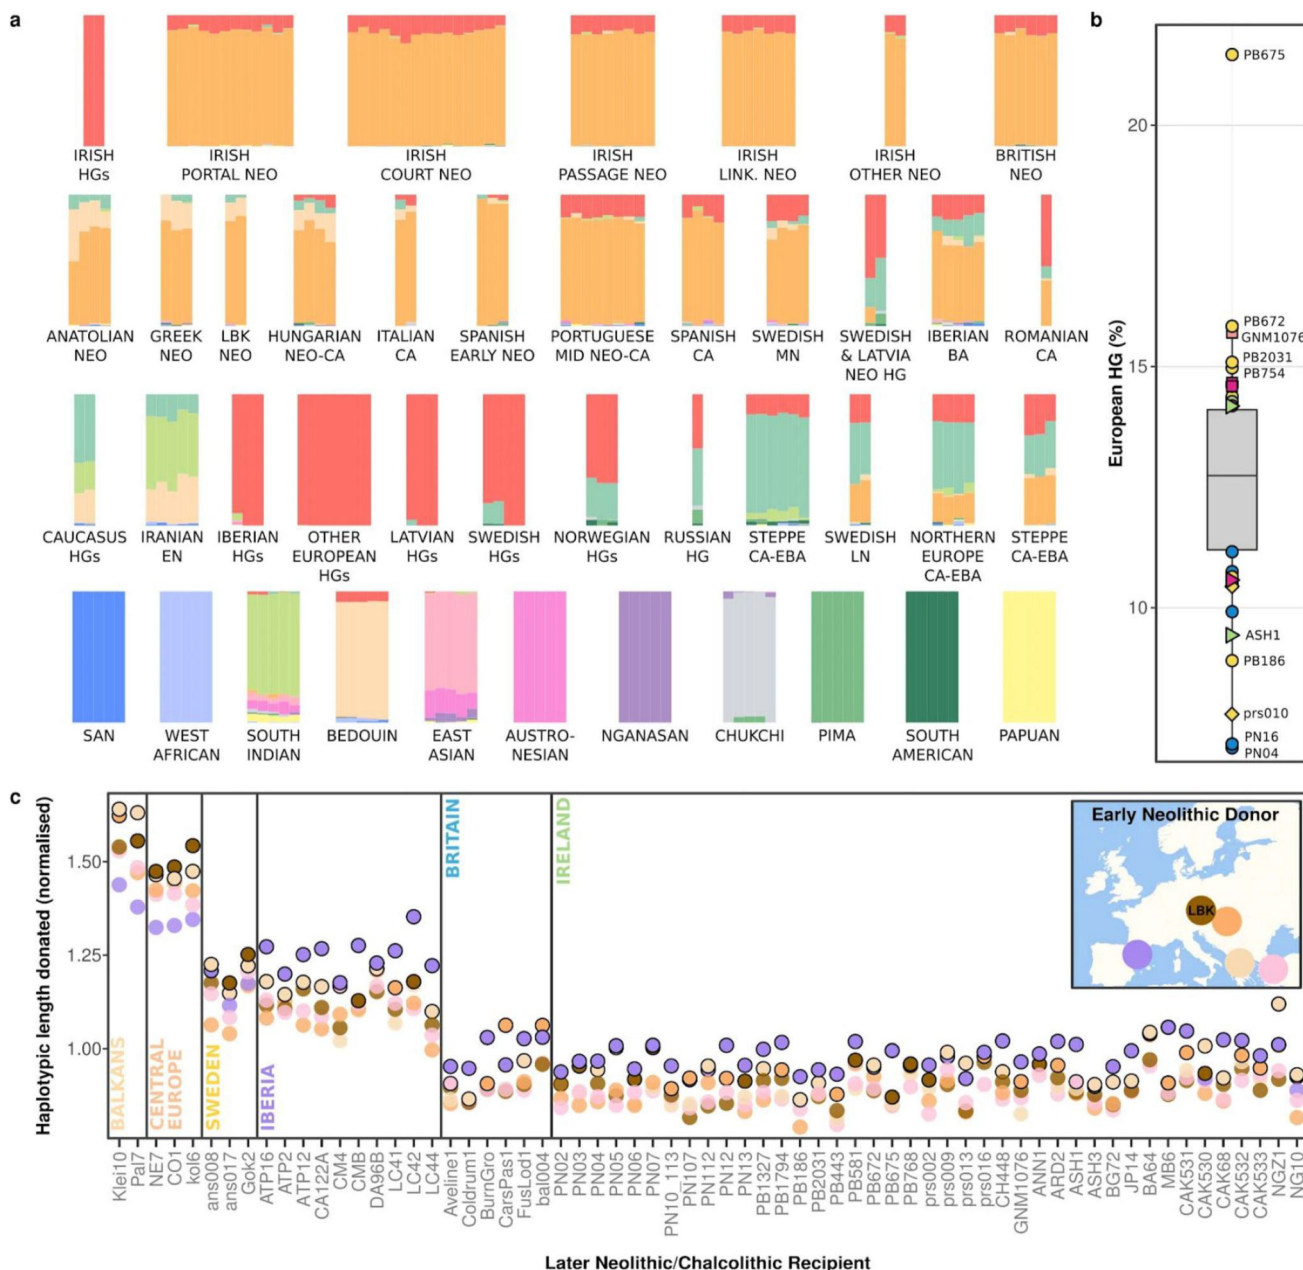 a
IRISH HGs
IRISH PORTAL NEO
IRISH COURT NEO
IRISH PASSAGE NEO
IRISH LINK. NEO
IRISH OTHER NEO
BRITISH NEO
ANATOLIAN NEO
GREEK NEO
LBK NEO
HUNGARIAN NEO-CA
ITALIAN CA
SPANISH EARLY NEO
PORTUGUESE MID NEO-CA
SPANISH CA
SWEDISH MN
SWEDISH & LATVIA NEO HG
IBERIAN BA
ROMANIAN CA
CAUCASUS HGs
IRANIAN EN
IBERIAN HGs
OTHER EUROPEAN HGs
LATVIAN HGs
SWEDISH HGs
NORWEGIAN HGs
RUSSIAN HG
STEPPE CA-EBA
SWEDISH LN
NORTHERN EUROPE CA-EBA
STEPPE CA-EBA
SAN
WEST AFRICAN
SOUTH INDIAN
BEDOUIN
EAST ASIAN
AUSTRO-NESIAN
NGANASAN
CHUKCHI
PIMA
SOUTH AMERICAN
PAPUAN
b
European HG (%)
20
15
10
PB675
PB672
GNM1076
PB2031
PB754
ASH1
PB186
prs010
PN16
PN04
c
Haplotypic length donated (normalised)
1.50
1.25
1.00
BALKANS
CENTRAL EUROPE
SWEDEN
IBERIA
BRITAIN
IRELAND
Early Neolithic Donor
LBK
Klei10
Pal7
NE7
CO1
kol6
ans008
ans017
Gok2
ATP16
ATP2
ATP12
CA122A
CM4
CMB
DA96B
LC41
LC42
LC44
Aveline1
Coldrum1
BurnGro
CarsPas1
FusLod1
bal004
PN02
PN03
PN04
PN05
PN06
PN07
PN10_113
PN107
PN112
PN12
PN13
PB1327
PB1794
PB186
PB2031
PB443
PB581
PB672
PB675
PB768
prs002
prs009
prs013
prs016
CH448
GNM1076
ANN1
ARD2
ASH1
ASH3
BG72
JP14
BA64
MB6
CAK531
CAK530
CAK68
CAK532
CAK533
NGZ1
NG10
Later Neolithic/Chalcolithic Recipient